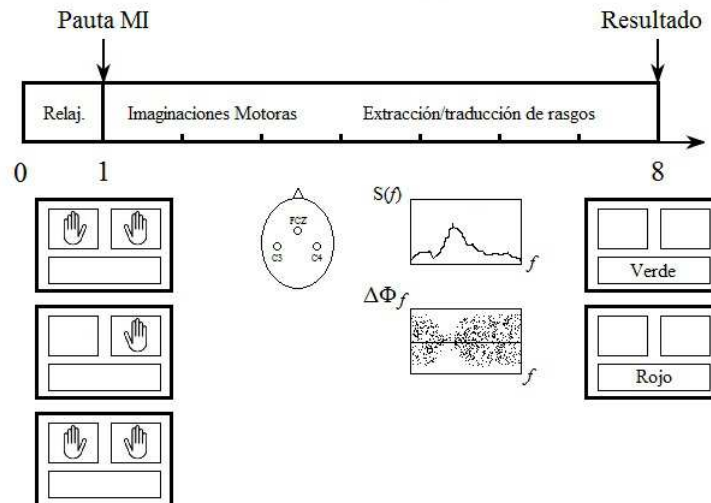 Pauta MI Resultado
Relaj. Imaginaciones Motoras Extracción/traducción de rasgos
0 1 8
S(f)
FCZ
C3 C4
f
Verde
ΔΦf
f
Rojo